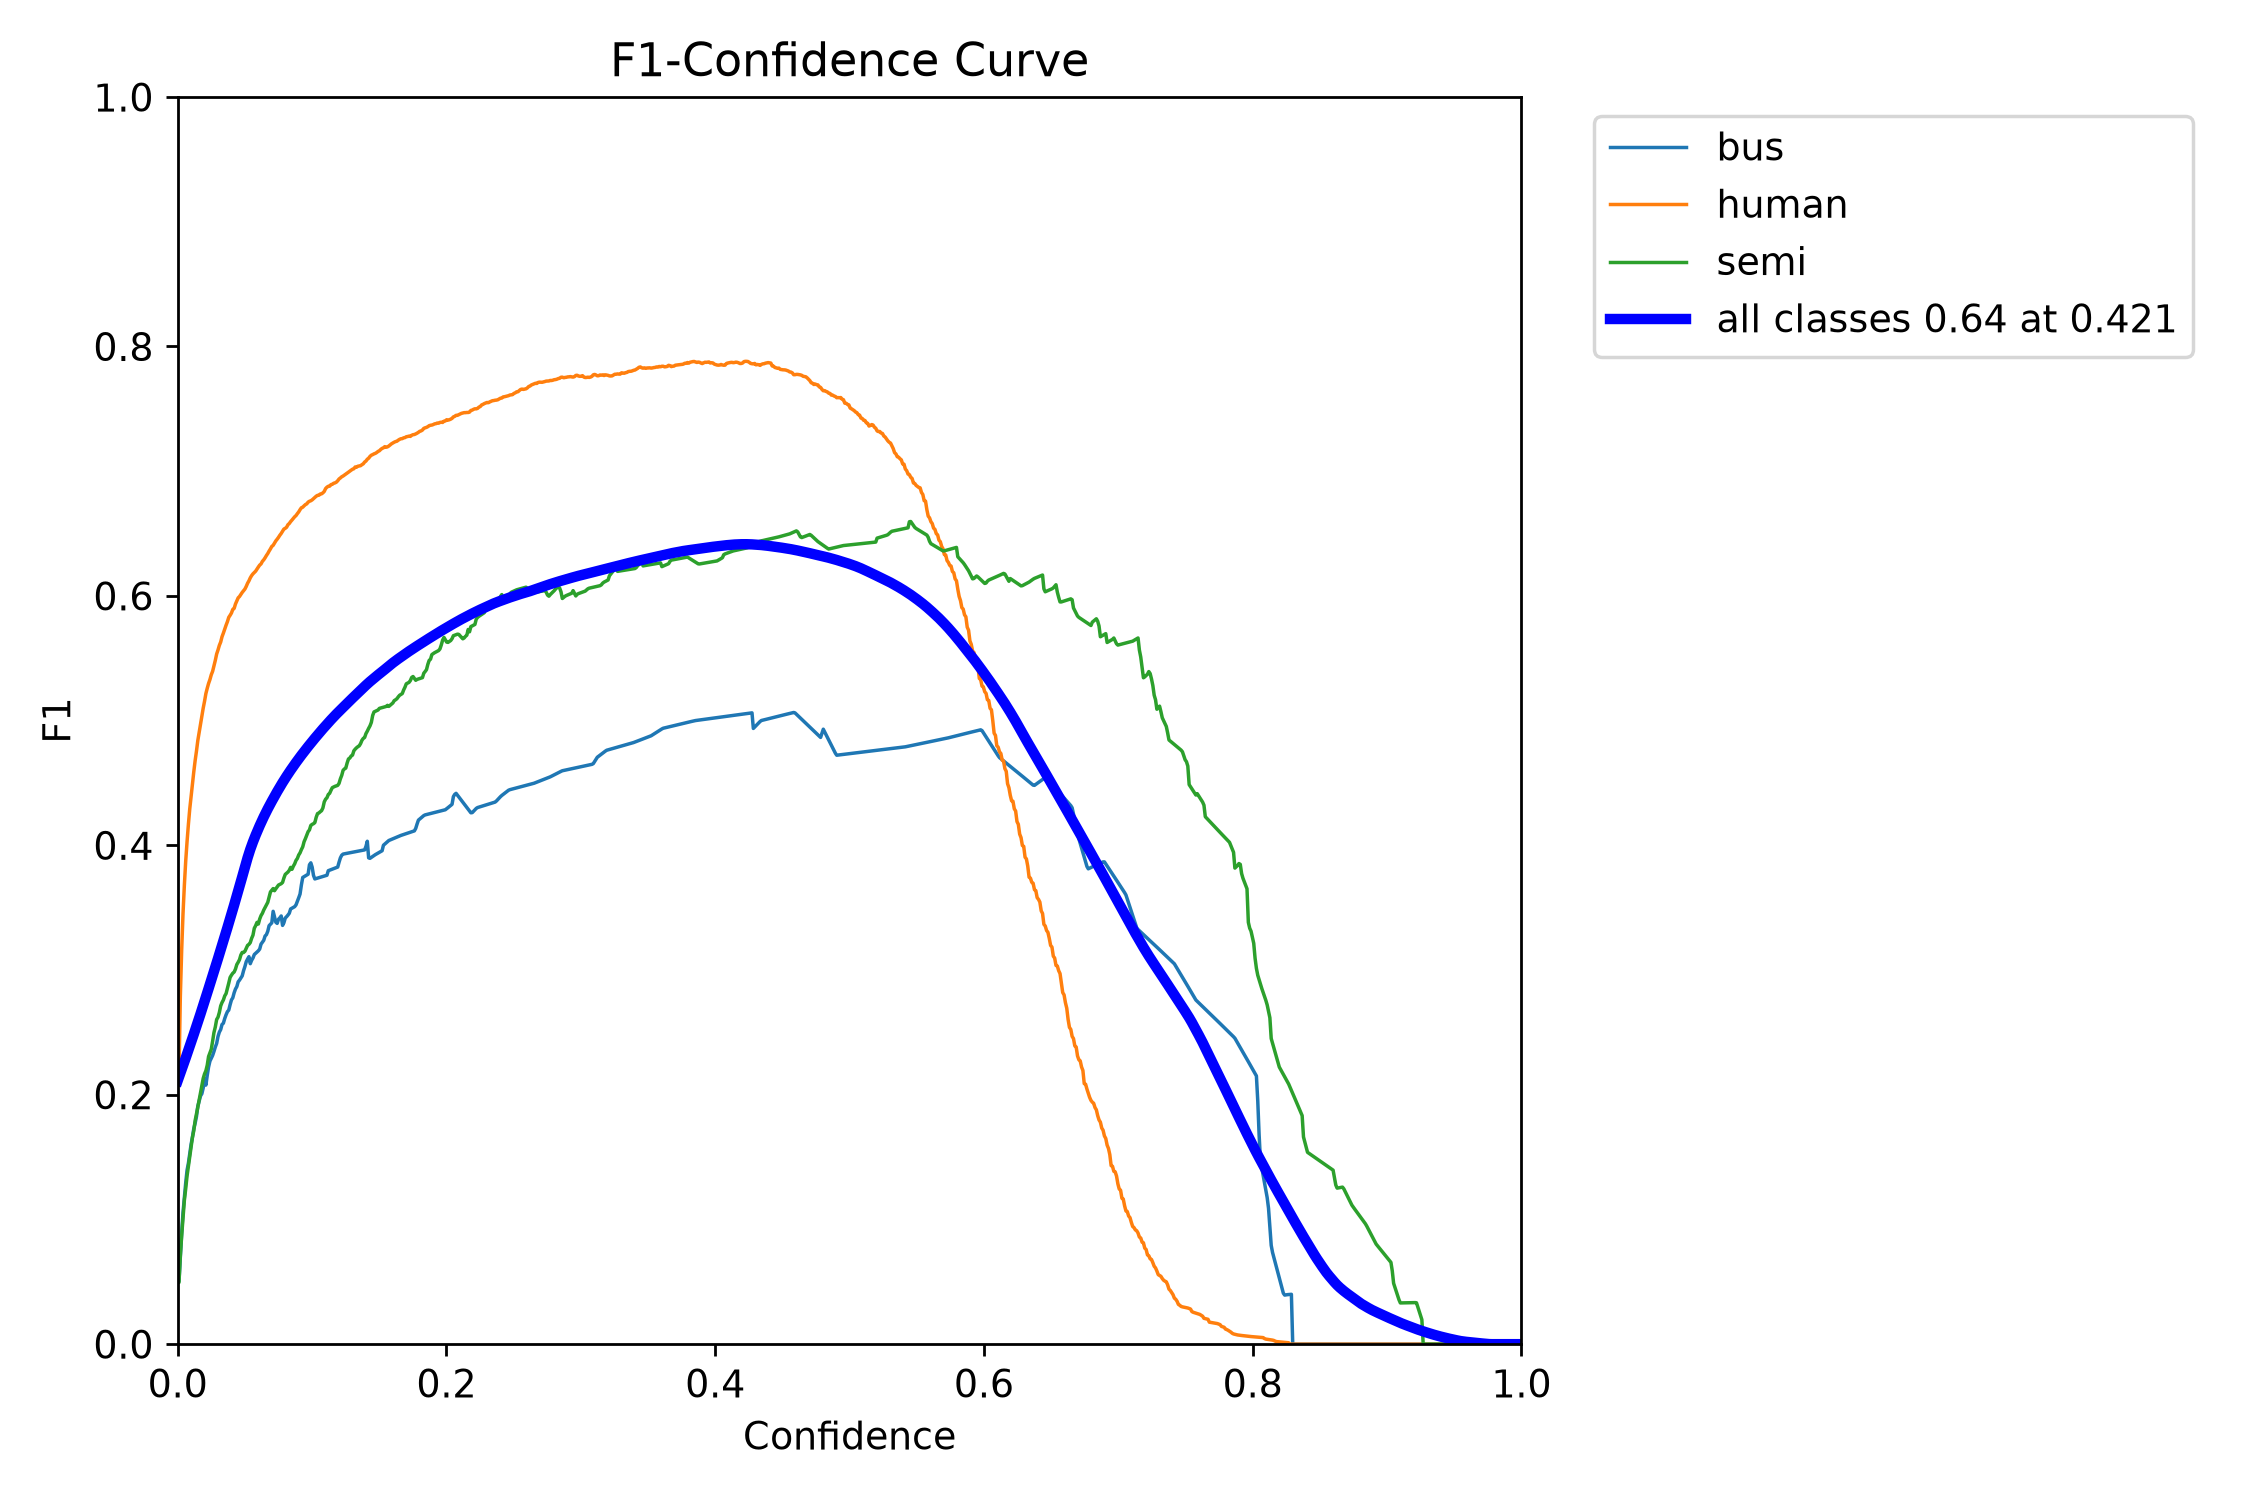 F1-Confidence Curve
1.0
0.8
0.6
0.4
0.2
0.0
F1
0.0 0.2 0.4 0.6 0.8 1.0
Confidence
bus
human
semi
all classes 0.64 at 0.421